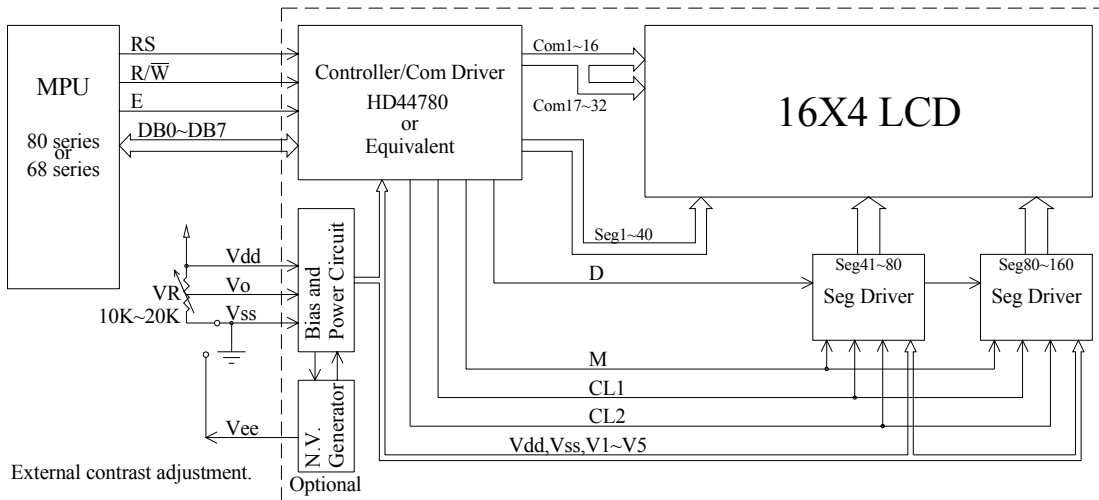 MPU
80 series
or
68 series
RS
R/W̅
E
DB0~DB7
Controller/Com Driver
HD44780
or
Equivalent
Com1~16
Com17~32
16X4 LCD
Seg1~40
Vdd
Vo
VR
10K~20K
Vss
Bias and
Power Circuit
D
Seg41~80
Seg Driver
Seg80~160
Seg Driver
M
CL1
CL2
Vdd,Vss,V1~V5
Vee
N.V.
Generator
Optional
External contrast adjustment.